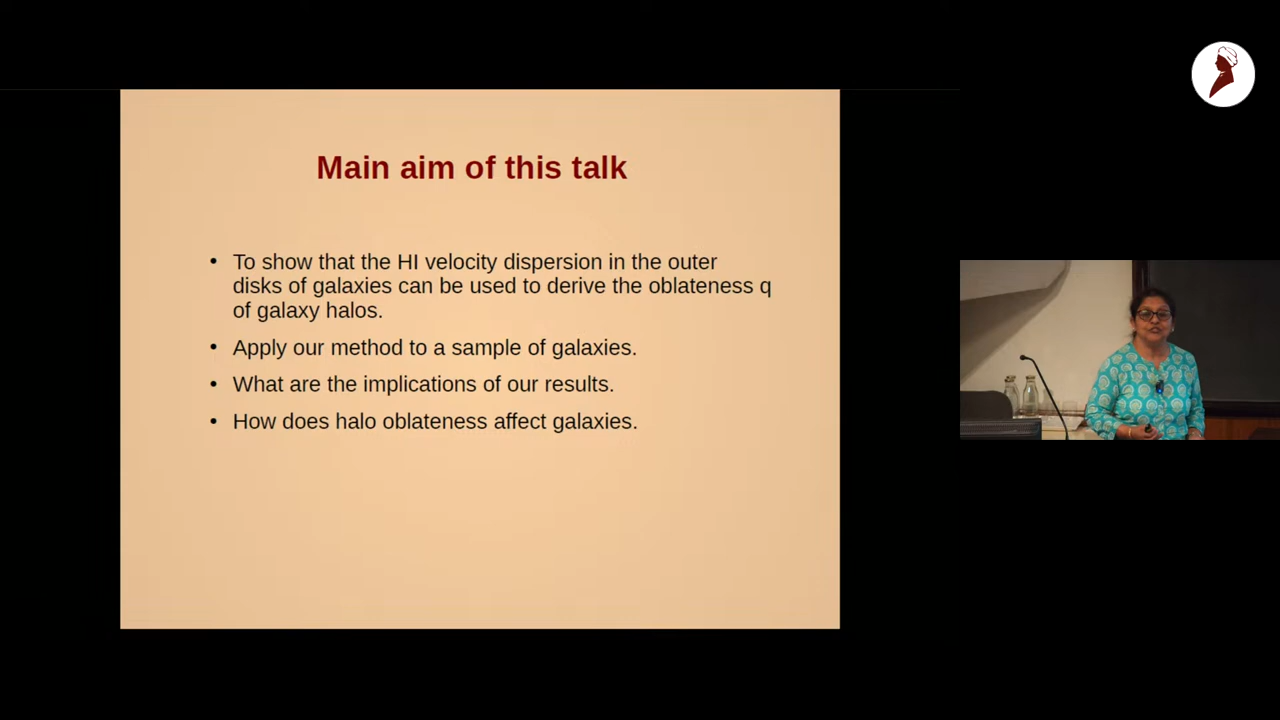 Main aim of this talk
• To show that the HI velocity dispersion in the outer
disks of galaxies can be used to derive the oblateness q
of galaxy halos.
• Apply our method to a sample of galaxies.
• What are the implications of our results.
• How does halo oblateness affect galaxies.